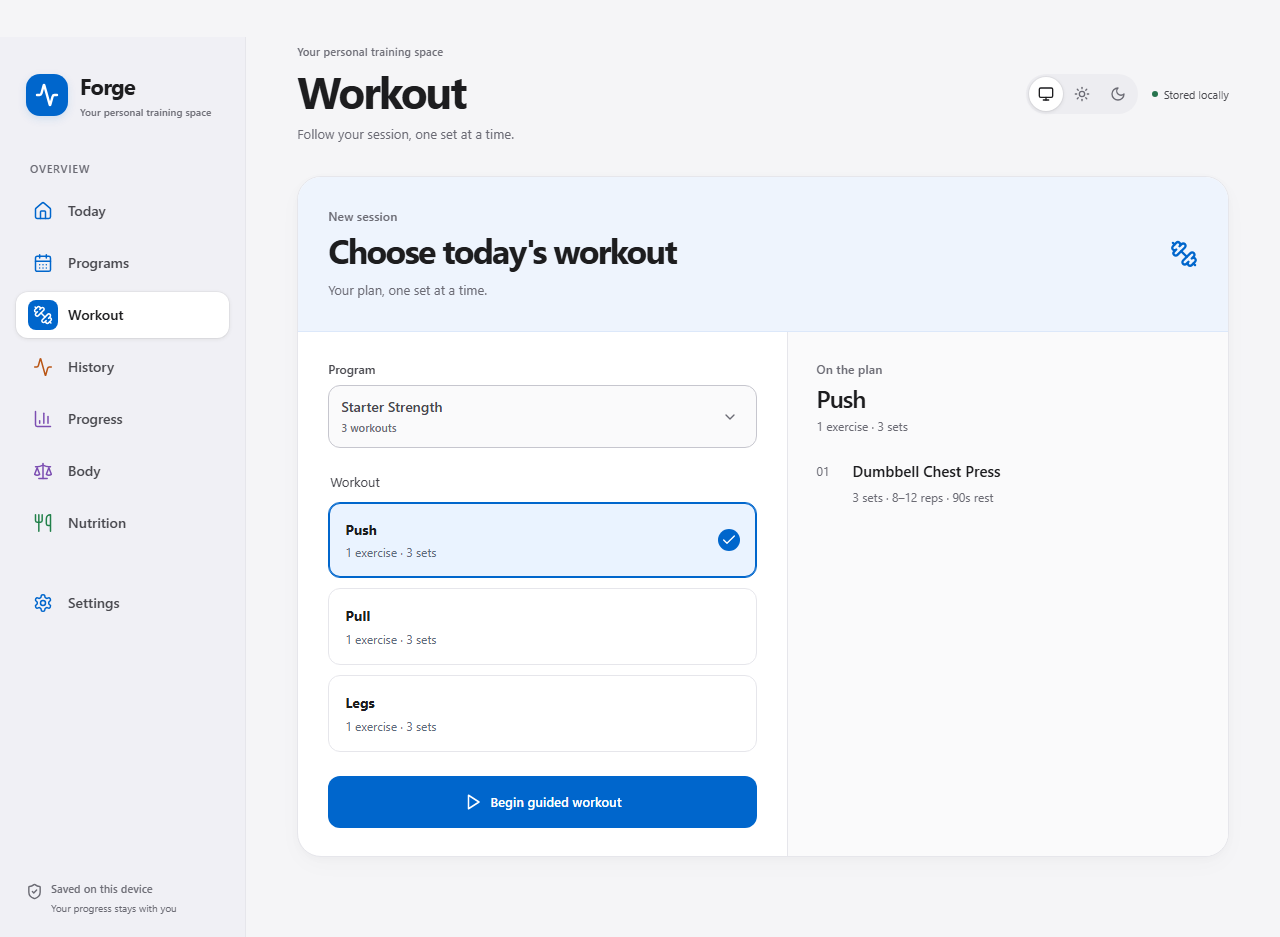 Forge
Your personal training space
OVERVIEW
Today
Programs
Workout
History
Progress
Body
Nutrition
Settings
Saved on this device
Your progress stays with you
Your personal training space
Workout
Follow your session, one set at a time.
Stored locally
New session
Choose today's workout
Your plan, one set at a time.
Program
Starter Strength
3 workouts
Workout
Push
1 exercise · 3 sets
Pull
1 exercise · 3 sets
Legs
1 exercise · 3 sets
Begin guided workout
On the plan
Push
1 exercise · 3 sets
01 Dumbbell Chest Press
3 sets · 8–12 reps · 90s rest